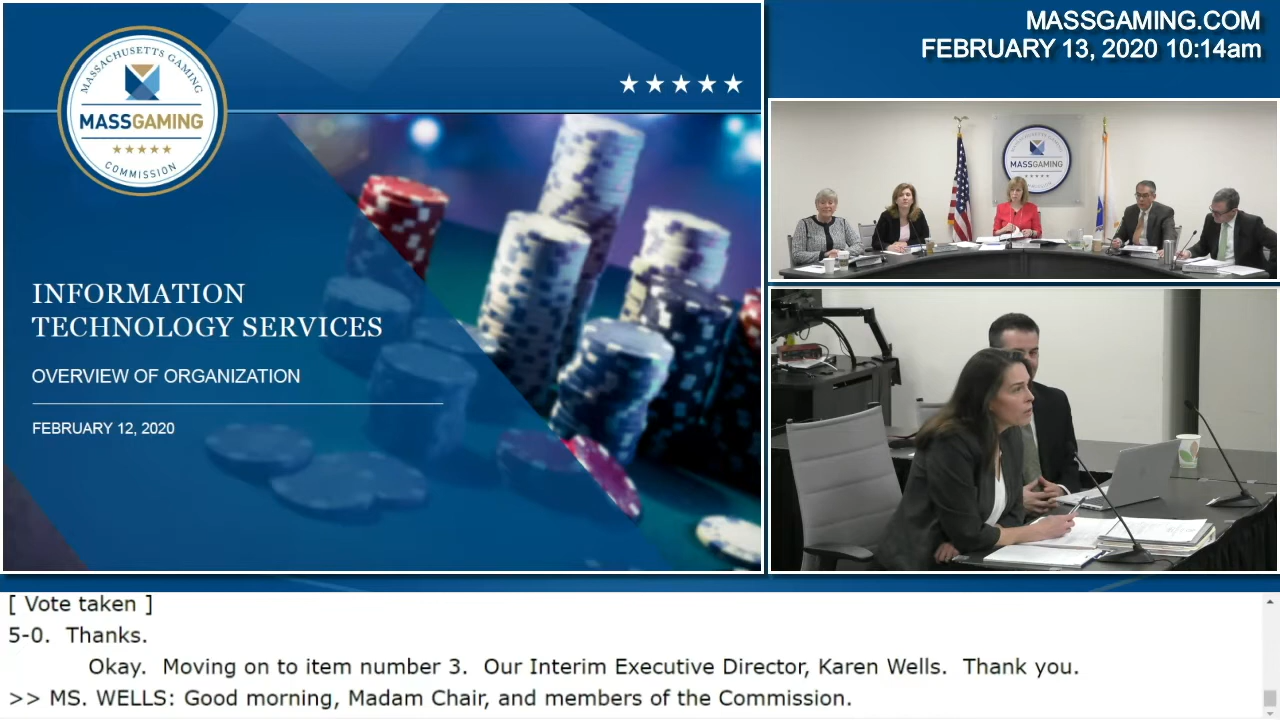 MASSGAMING.COM
FEBRUARY 13, 2020 10:14am
MASSACHUSETTS GAMING
MASSGAMING
COMMISSION
INFORMATION
TECHNOLOGY SERVICES
OVERVIEW OF ORGANIZATION
FEBRUARY 12, 2020
MASSGAMING
[ Vote taken ]
5-0. Thanks.
Okay. Moving on to item number 3. Our Interim Executive Director, Karen Wells. Thank you.
>> MS. WELLS: Good morning, Madam Chair, and members of the Commission.